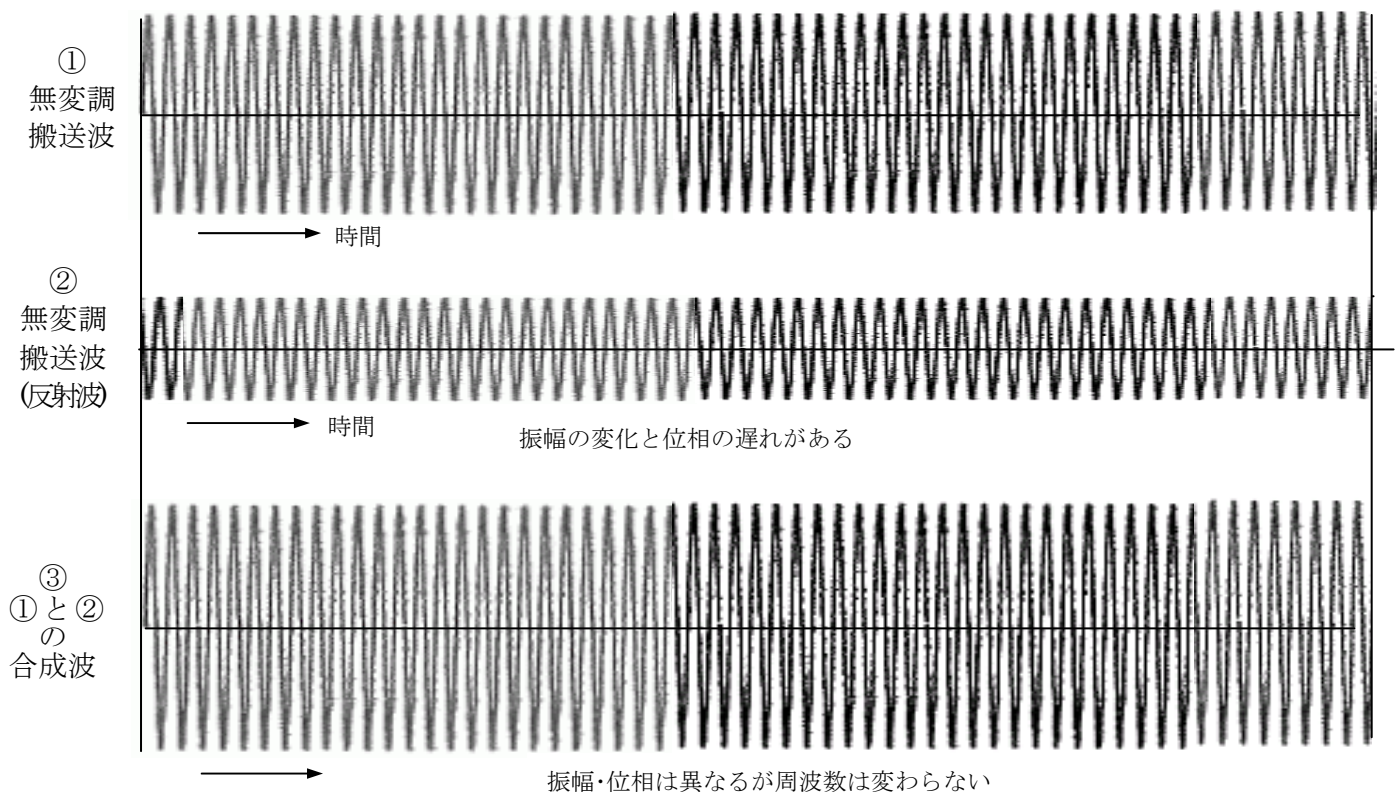 ①
無変調
搬送波
時間
②
無変調
搬送波
(反射波)
時間
振幅の変化と位相の遅れがある
③
①と②
の
合成波
振幅・位相は異なるが周波数は変わらない